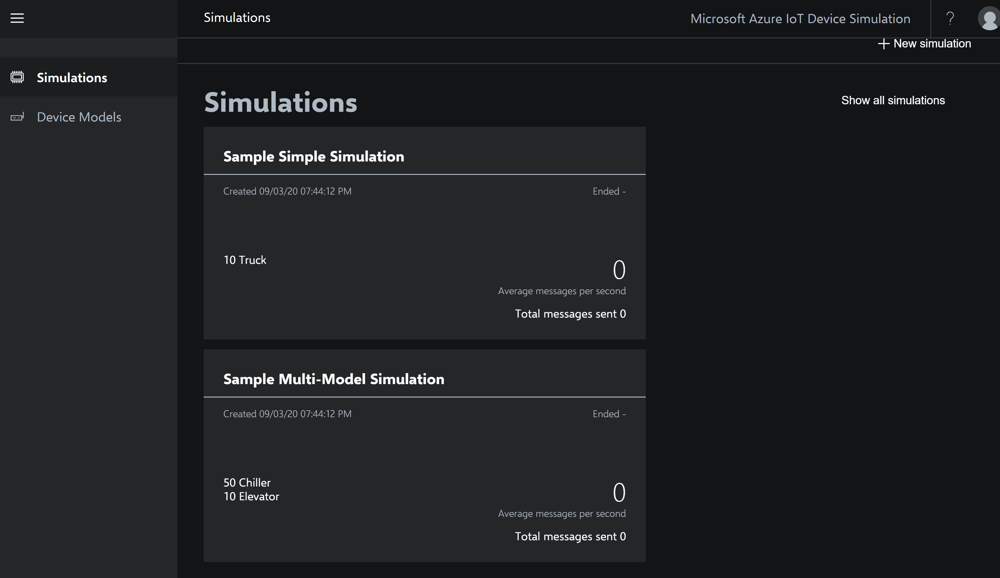 Simulations
Microsoft Azure IoT Device Simulation
?
New simulation
Simulations
Device Models
Simulations
Show all simulations
Sample Simple Simulation
Created 09/03/20 07:44:12 PM
Ended -
10 Truck
0
Average messages per second
Total messages sent 0
Sample Multi-Model Simulation
Created 09/03/20 07:44:12 PM
Ended -
50 Chiller
10 Elevator
0
Average messages per second
Total messages sent 0